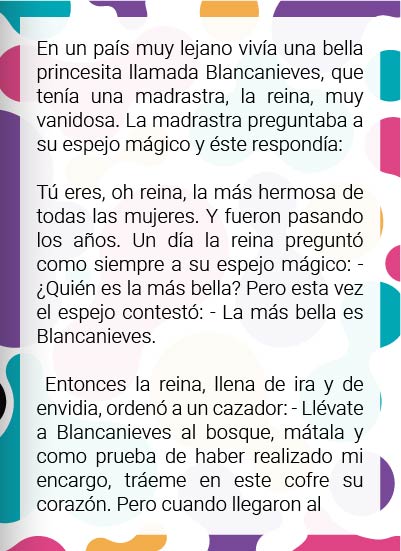 En un país muy lejano vivía una bella
princesita llamada Blancanieves, que
tenía una madrastra, la reina, muy
vanidosa. La madrastra preguntaba a
su espejo mágico y éste respondía:
Tú eres, oh reina, la más hermosa de
todas las mujeres. Y fueron pasando
los años. Un día la reina preguntó
como siempre a su espejo mágico: -
¿Quién es la más bella? Pero esta vez
el espejo contestó: - La más bella es
Blancanieves.
Entonces la reina, llena de ira y de
envidia, ordenó a un cazador: - Llévate
a Blancanieves al bosque, mátala y
como prueba de haber realizado mi
encargo, tráeme en este cofre su
corazón. Pero cuando llegaron al